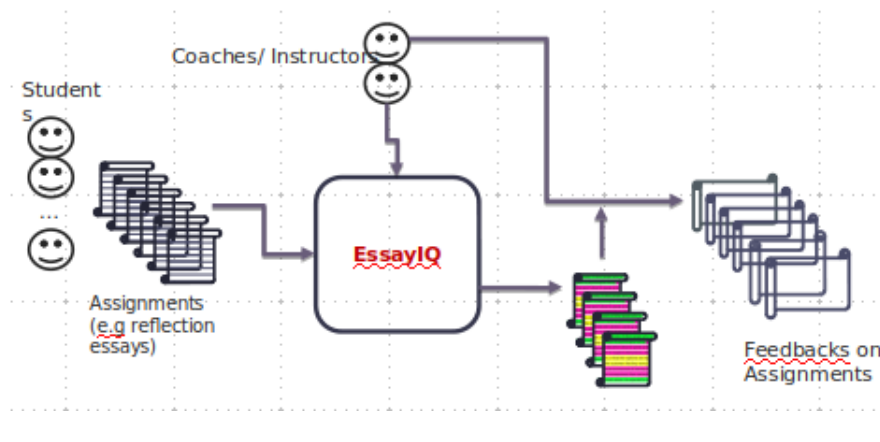 Coaches/ Instructors
Student
s
...
EssayIQ
Assignments
(e.g reflection
essays)
Feedbacks on
Assignments